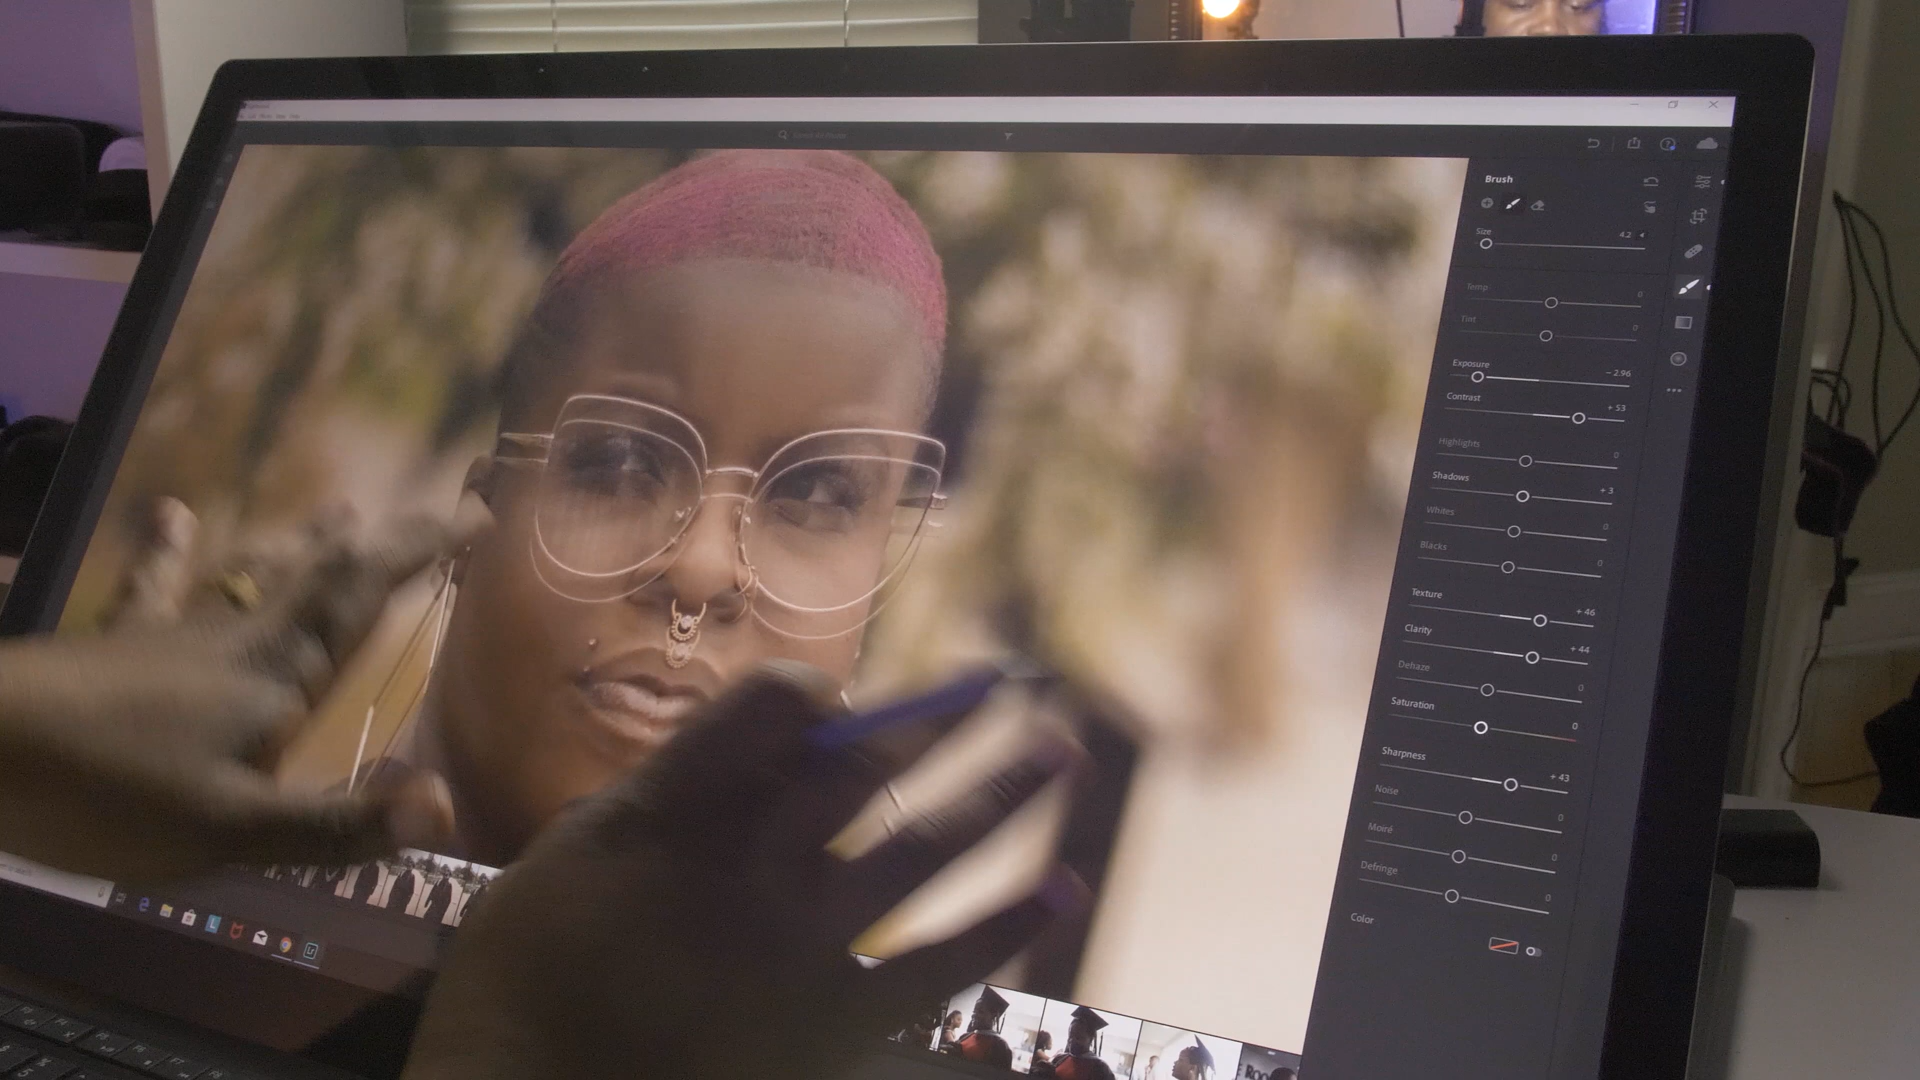 Brush
Size 4.2
Temp 0
Tint 0
Exposure − 2.96
Contrast + 53
Highlights 0
Shadows + 3
Whites 0
Blacks 0
Texture + 46
Clarity + 44
Dehaze 0
Saturation 0
Sharpness + 43
Noise 0
Moiré 0
Defringe 0
Color